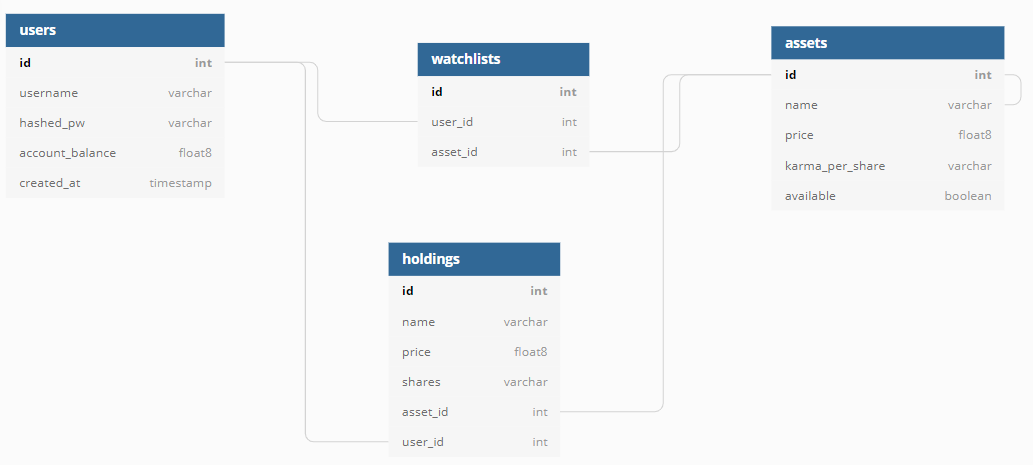 users
id int
username varchar
hashed_pw varchar
account_balance float8
created_at timestamp
watchlists
id int
user_id int
asset_id int
assets
id int
name varchar
price float8
karma_per_share varchar
available boolean
holdings
id int
name varchar
price float8
shares varchar
asset_id int
user_id int